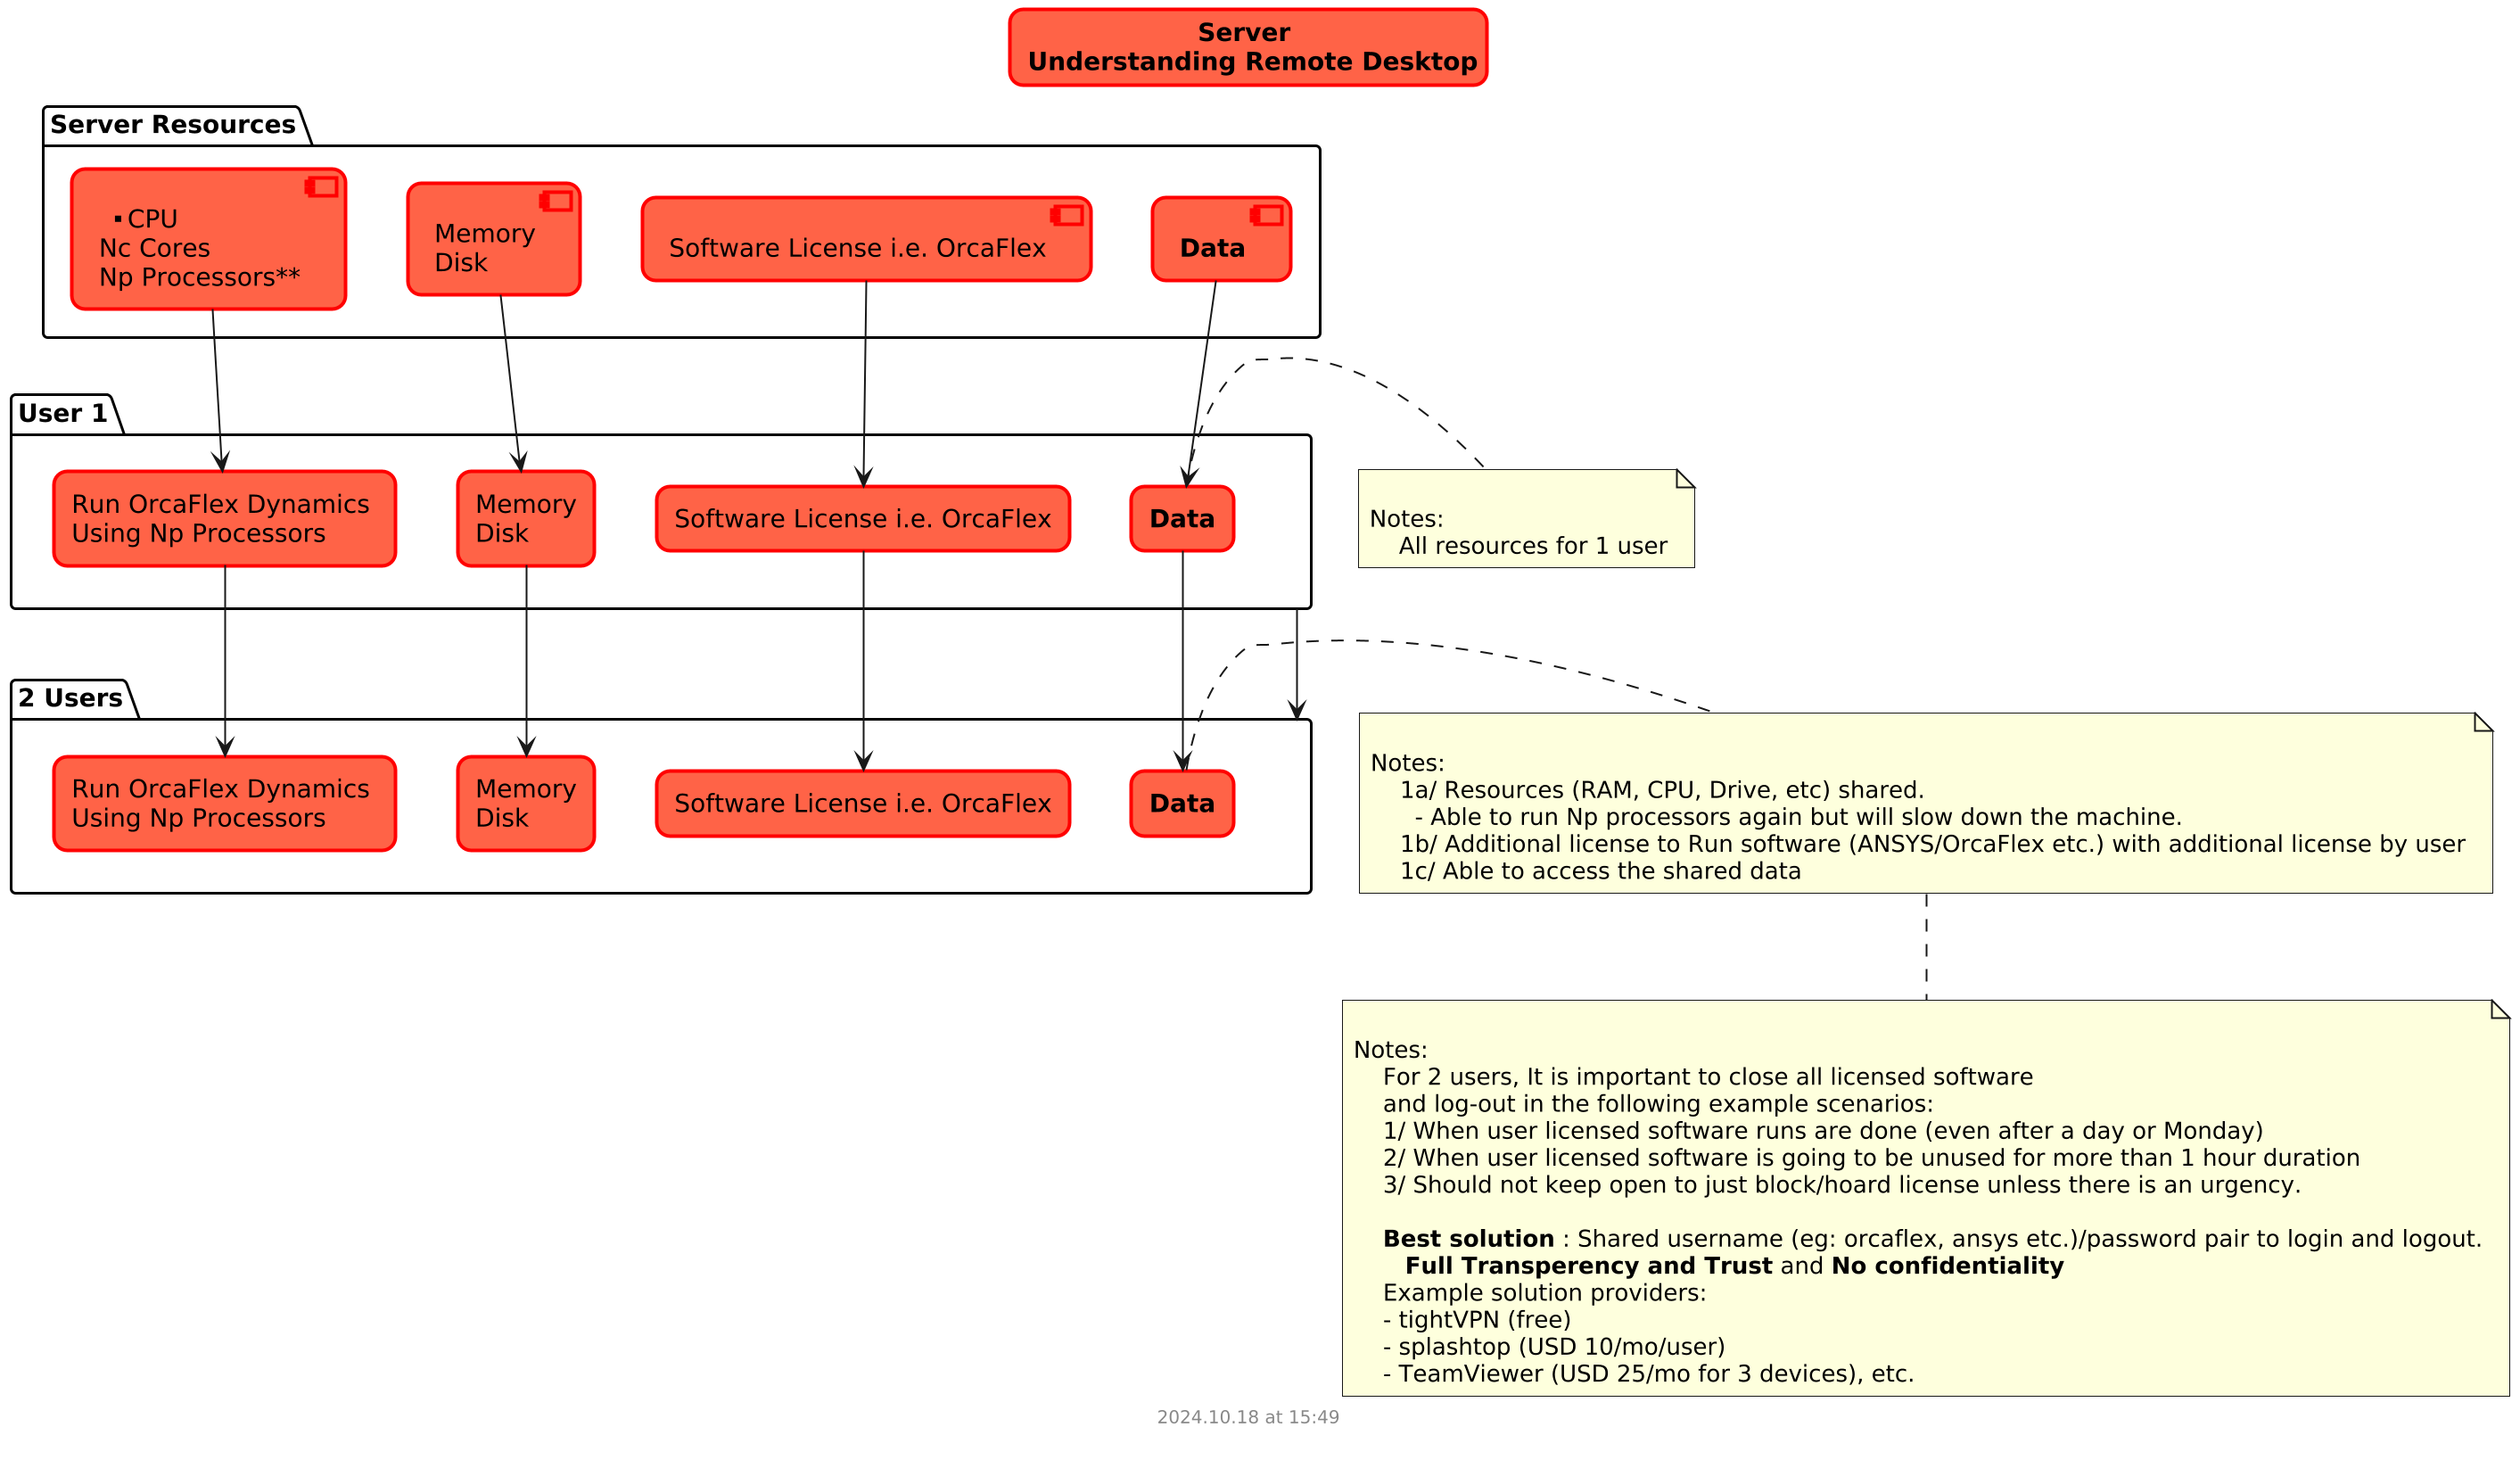 Server
Understanding Remote Desktop
Server Resources
▪ CPU
Nc Cores
Np Processors**
Memory
Disk
Software License i.e. OrcaFlex
Data
User 1
Run OrcaFlex Dynamics
Using Np Processors
Memory
Disk
Software License i.e. OrcaFlex
Data
Notes:
All resources for 1 user
2 Users
Run OrcaFlex Dynamics
Using Np Processors
Memory
Disk
Software License i.e. OrcaFlex
Data
Notes:
1a/ Resources (RAM, CPU, Drive, etc) shared.
- Able to run Np processors again but will slow down the machine.
1b/ Additional license to Run software (ANSYS/OrcaFlex etc.) with additional license by user
1c/ Able to access the shared data
Notes:
For 2 users, It is important to close all licensed software
and log-out in the following example scenarios:
1/ When user licensed software runs are done (even after a day or Monday)
2/ When user licensed software is going to be unused for more than 1 hour duration
3/ Should not keep open to just block/hoard license unless there is an urgency.
Best solution : Shared username (eg: orcaflex, ansys etc.)/password pair to login and logout.
Full Transperency and Trust and No confidentiality
Example solution providers:
- tightVPN (free)
- splashtop (USD 10/mo/user)
- TeamViewer (USD 25/mo for 3 devices), etc.
2024.10.18 at 15:49